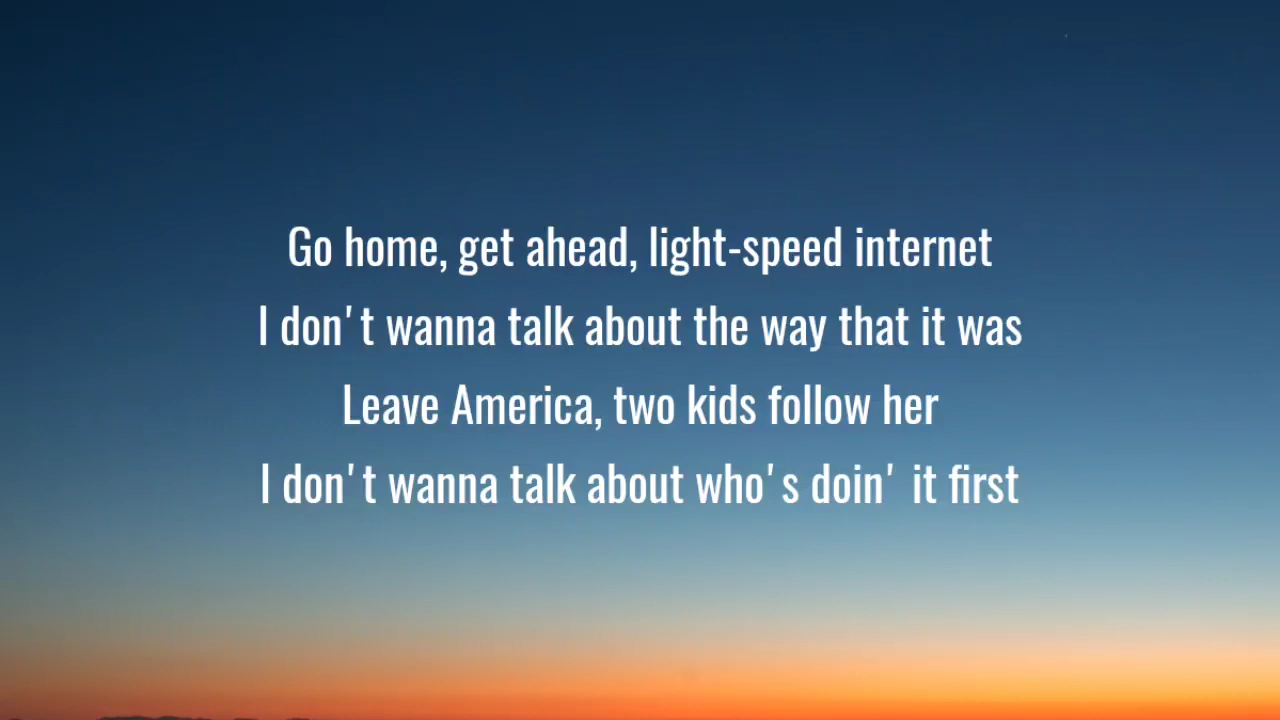 Go home, get ahead, light-speed internet
I don't wanna talk about the way that it was
Leave America, two kids follow her
I don't wanna talk about who's doin' it first